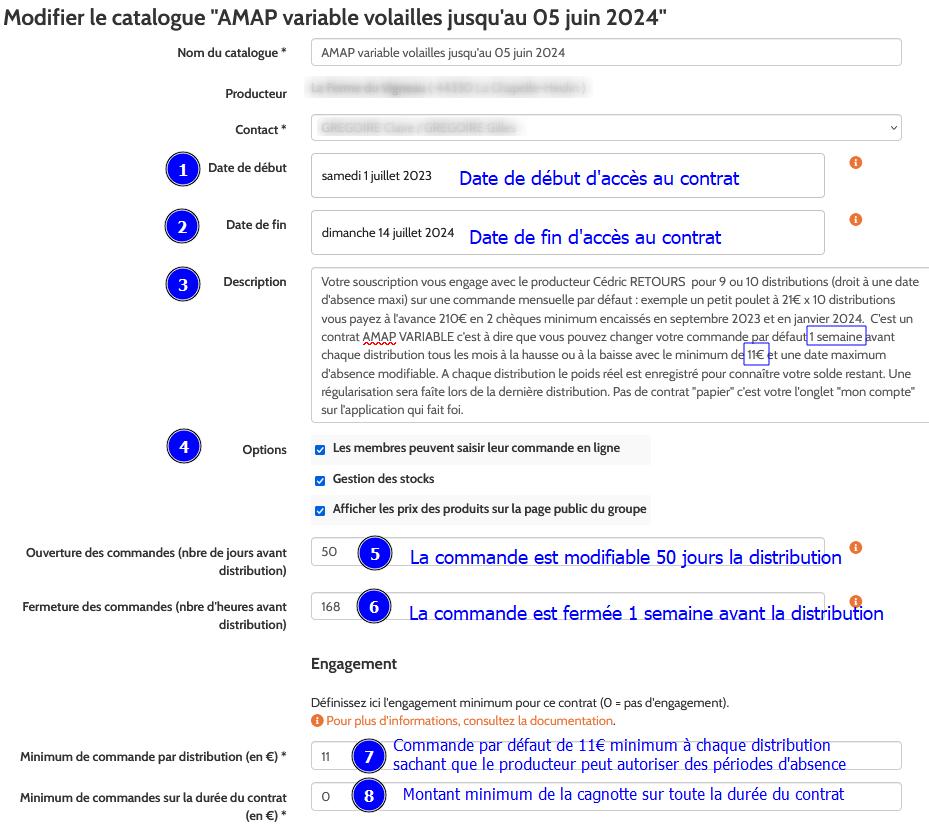 Modifier le catalogue "AMAP variable volailles jusqu'au 05 juin 2024"
Nom du catalogue *
AMAP variable volailles jusqu'au 05 juin 2024
Producteur
Contact *
1 Date de début
samedi 1 juillet 2023 Date de début d'accès au contrat
2 Date de fin
dimanche 14 juillet 2024 Date de fin d'accès au contrat
3 Description
Votre souscription vous engage avec le producteur Cédric RETOURS pour 9 ou 10 distributions (droit à une date
d'absence maxi) sur une commande mensuelle par défaut : exemple un petit poulet à 21€ x 10 distributions
vous payez à l'avance 210€ en 2 chèques minimum encaissés en septembre 2023 et en janvier 2024. C'est un
contrat AMAP VARIABLE c'est à dire que vous pouvez changer votre commande par défaut 1 semaine avant
chaque distribution tous les mois à la hausse ou à la baisse avec le minimum de 11€ et une date maximum
d'absence modifiable. A chaque distribution le poids réel est enregistré pour connaître votre solde restant. Une
régularisation sera faîte lors de la dernière distribution. Pas de contrat "papier" c'est votre l'onglet "mon compte"
sur l'application qui fait foi.
4 Options
Les membres peuvent saisir leur commande en ligne
Gestion des stocks
Afficher les prix des produits sur la page public du groupe
Ouverture des commandes (nbre de jours avant
distribution)
50 5 La commande est modifiable 50 jours la distribution
Fermeture des commandes (nbre d'heures avant
distribution)
168 6 La commande est fermée 1 semaine avant la distribution
Engagement
Définissez ici l'engagement minimum pour ce contrat (0 = pas d'engagement).
Pour plus d'informations, consultez la documentation.
Minimum de commande par distribution (en €) *
11 7 Commande par défaut de 11€ minimum à chaque distribution
sachant que le producteur peut autoriser des périodes d'absence
Minimum de commandes sur la durée du contrat
(en €) *
0 8 Montant minimum de la cagnotte sur toute la durée du contrat